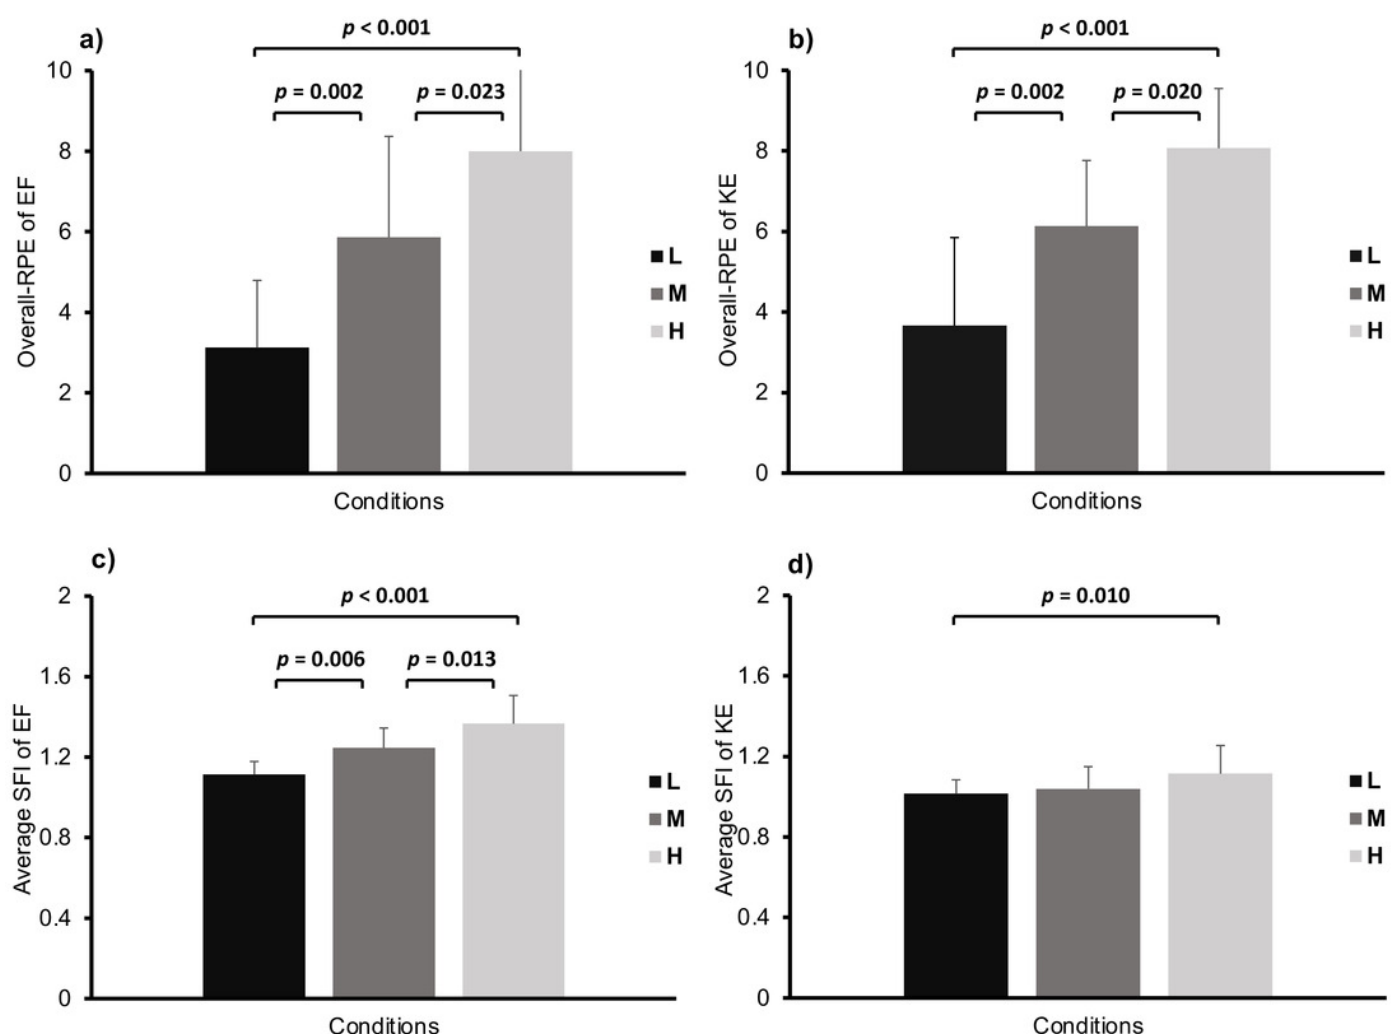 a)
p < 0.001
p = 0.002
p = 0.023
Overall-RPE of EF
10
8
6
4
2
0
L
M
H
Conditions
b)
p < 0.001
p = 0.002
p = 0.020
Overall-RPE of KE
10
8
6
4
2
0
L
M
H
Conditions
c)
p < 0.001
p = 0.006
p = 0.013
Average SFI of EF
2
1.6
1.2
0.8
0.4
0
L
M
H
Conditions
d)
p = 0.010
Average SFI of KE
2
1.6
1.2
0.8
0.4
0
L
M
H
Conditions